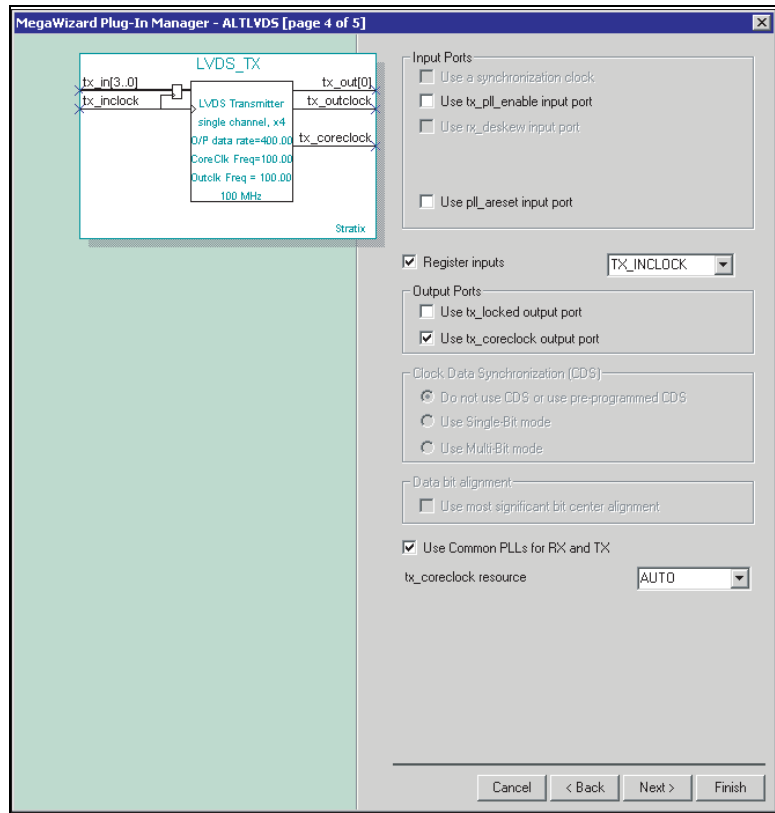 MegaWizard Plug-In Manager - ALTLVDS [page 4 of 5]
LVDS_TX
tx_in[3..0]
tx_inclock
tx_out[0]
tx_outclock
tx_coreclock
LVDS Transmitter
single channel, x4
O/P data rate=400.00
CoreClk Freq=100.00
Outclk Freq = 100.00
100 MHz
Stratix
Input Ports
Use a synchronization clock
Use tx_pll_enable input port
Use rx_deskew input port
Use pll_areset input port
Register inputs
TX_INCLOCK
Output Ports
Use tx_locked output port
Use tx_coreclock output port
Clock Data Synchronization (CDS)
Do not use CDS or use pre-programmed CDS
Use Single-Bit mode
Use Multi-Bit mode
Data bit alignment
Use most significant bit center alignment
Use Common PLLs for RX and TX
tx_coreclock resource
AUTO
Cancel
< Back
Next >
Finish